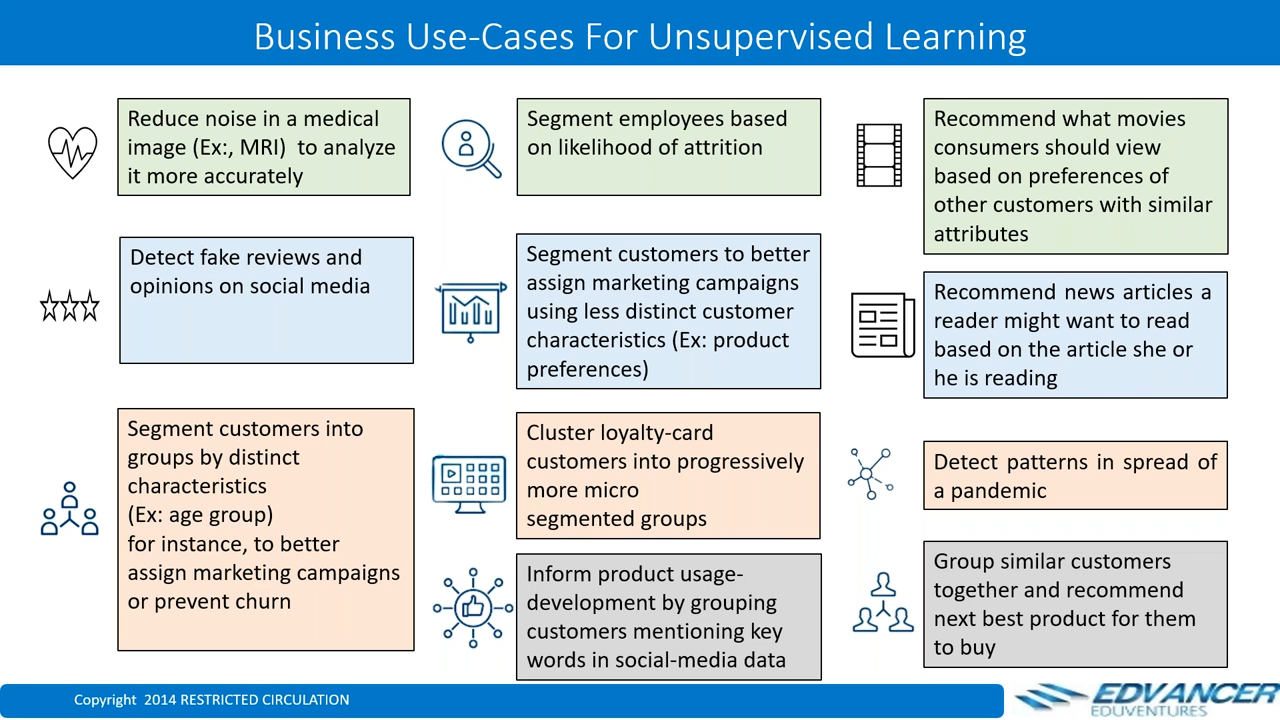 Business Use-Cases For Unsupervised Learning
Reduce noise in a medical
image (Ex:, MRI)  to analyze
it more accurately
Segment employees based
on likelihood of attrition
Recommend what movies
consumers should view
based on preferences of
other customers with similar
attributes
Detect fake reviews and
opinions on social media
Segment customers to better
assign marketing campaigns
using less distinct customer
characteristics (Ex: product
preferences)
Recommend news articles a
reader might want to read
based on the article she or
he is reading
Segment customers into
groups by distinct
characteristics
(Ex: age group)
for instance, to better
assign marketing campaigns
or prevent churn
Cluster loyalty-card
customers into progressively
more micro
segmented groups
Detect patterns in spread of
a pandemic
Inform product usage-
development by grouping
customers mentioning key
words in social-media data
Group similar customers
together and recommend
next best product for them
to buy
Copyright  2014 RESTRICTED CIRCULATION
EDVANCER
EDUVENTURES